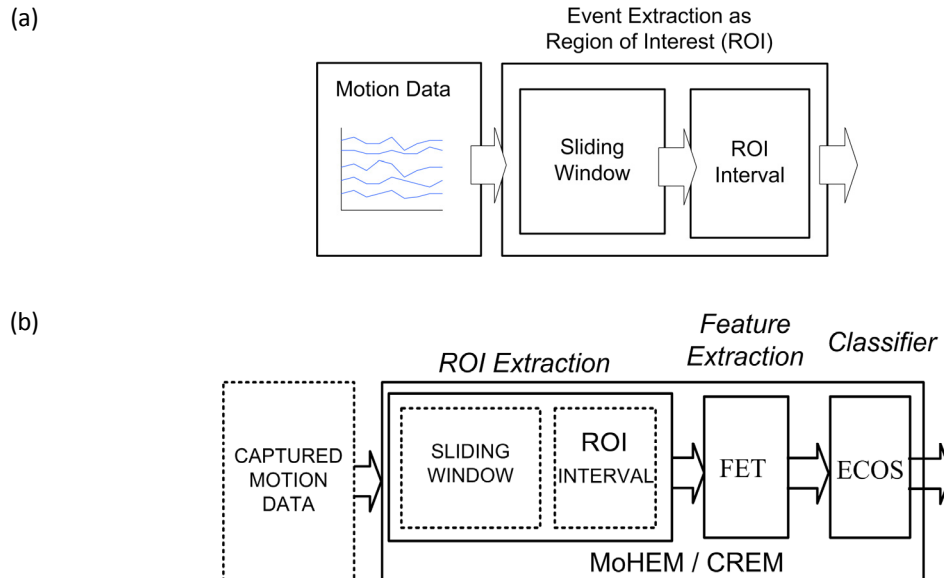 (a)
Event Extraction as
Region of Interest (ROI)
Motion Data
Sliding
Window
ROI
Interval
(b)
Feature
Extraction
Classifier
ROI Extraction
CAPTURED
MOTION
DATA
SLIDING
WINDOW
ROI
INTERVAL
FET
ECOS
MoHEM / CREM